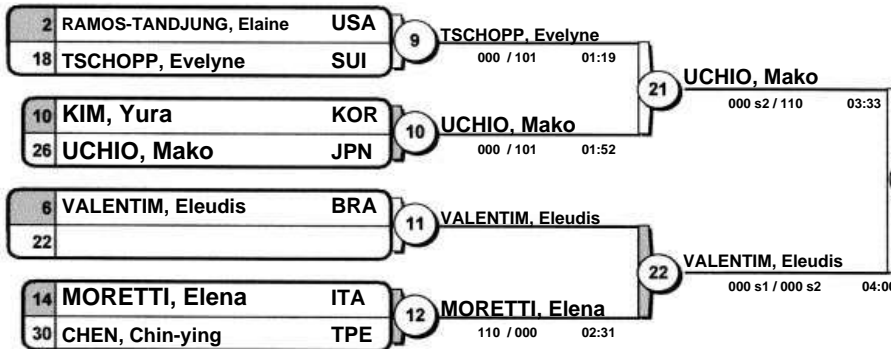 2 RAMOS-TANDJUNG, Elaine USA
18 TSCHOPP, Evelyne SUI
9
TSCHOPP, Evelyne
000 / 101 01:19
10 KIM, Yura KOR
26 UCHIO, Mako JPN
10
UCHIO, Mako
000 / 101 01:52
21
UCHIO, Mako
000 s2 / 110 03:33
6 VALENTIM, Eleudis BRA
22
11
VALENTIM, Eleudis
14 MORETTI, Elena ITA
30 CHEN, Chin-ying TPE
12
MORETTI, Elena
110 / 000 02:31
22
VALENTIM, Eleudis
000 s1 / 000 s2